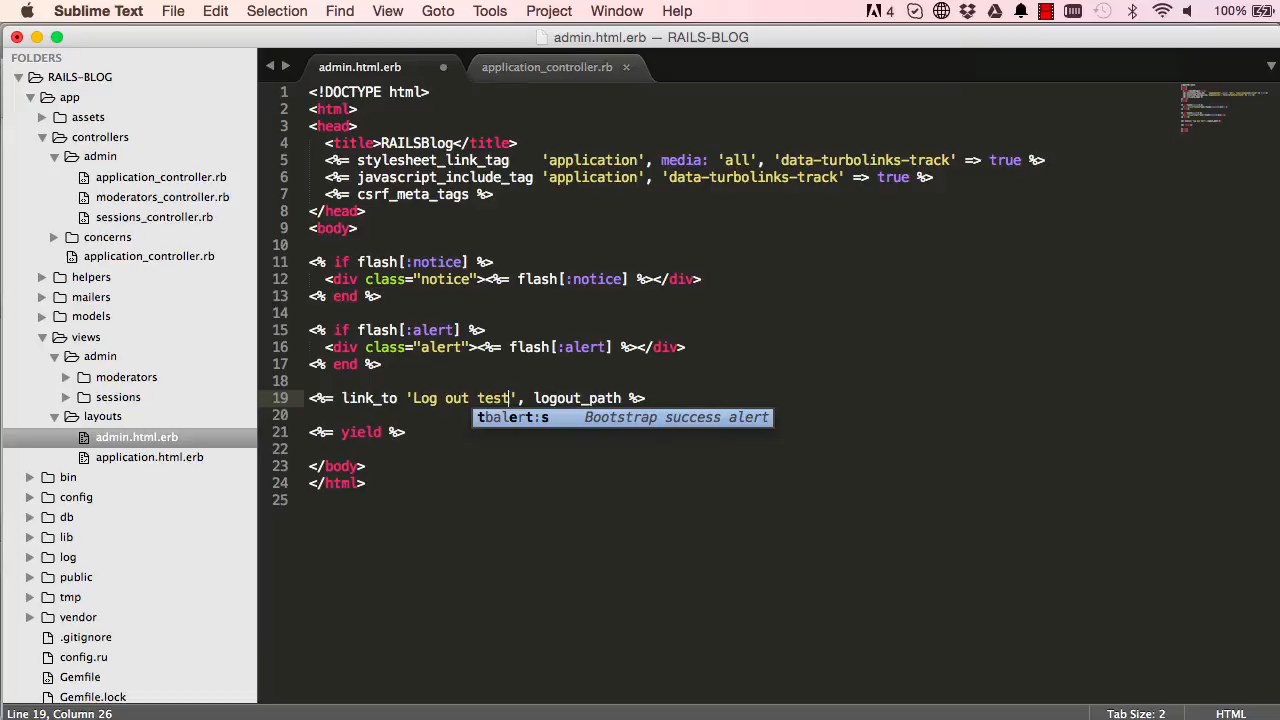 Sublime Text File Edit Selection Find View Goto Tools Project Window Help 4 100%
admin.html.erb — RAILS-BLOG
FOLDERS
RAILS-BLOG
app
assets
controllers
admin
application_controller.rb
moderators_controller.rb
sessions_controller.rb
concerns
application_controller.rb
helpers
mailers
models
views
admin
moderators
sessions
layouts
admin.html.erb
application.html.erb
bin
config
db
lib
log
public
tmp
vendor
.gitignore
config.ru
Gemfile
Gemfile.lock
admin.html.erb application_controller.rb
1 <!DOCTYPE html>
2 <html>
3 <head>
4 <title>RAILSBlog</title>
5 <%= stylesheet_link_tag 'application', media: 'all', 'data-turbolinks-track' => true %>
6 <%= javascript_include_tag 'application', 'data-turbolinks-track' => true %>
7 <%= csrf_meta_tags %>
8 </head>
9 <body>
10
11 <% if flash[:notice] %>
12 <div class="notice"><%= flash[:notice] %></div>
13 <% end %>
14
15 <% if flash[:alert] %>
16 <div class="alert"><%= flash[:alert] %></div>
17 <% end %>
18
19 <%= link_to 'Log out test', logout_path %>
20
tbalert:s Bootstrap success alert
21 <%= yield %>
22
23 </body>
24 </html>
25
Line 19, Column 26 Tab Size: 2 HTML